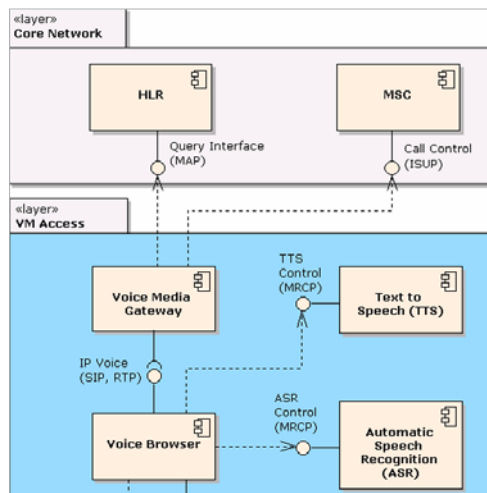 «layer»
Core Network
HLR
MSC
Query Interface
(MAP)
Call Control
(ISUP)
«layer»
VM Access
Voice Media
Gateway
TTS
Control
(MRCP)
Text to
Speech (TTS)
IP Voice
(SIP, RTP)
Voice Browser
ASR
Control
(MRCP)
Automatic
Speech
Recognition
(ASR)